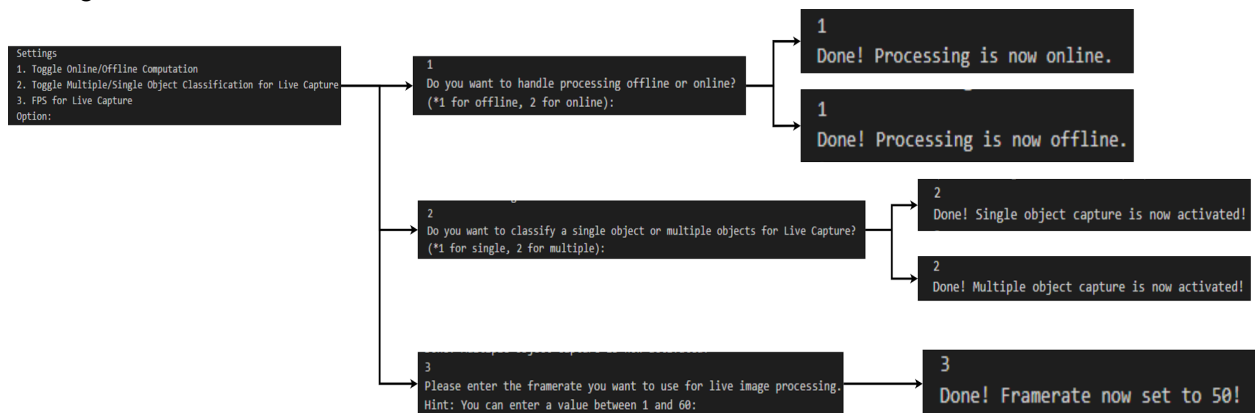 Settings
1. Toggle Online/Offline Computation
2. Toggle Multiple/Single Object Classification for Live Capture
3. FPS for Live Capture
Option:
1
Do you want to handle processing offline or online?
(*1 for offline, 2 for online):
1
Done! Processing is now online.
1
Done! Processing is now offline.
2
Do you want to classify a single object or multiple objects for Live Capture?
(*1 for single, 2 for multiple):
2
Done! Single object capture is now activated!
2
Done! Multiple object capture is now activated!
3
Please enter the framerate you want to use for live image processing.
Hint: You can enter a value between 1 and 60:
3
Done! Framerate now set to 50!